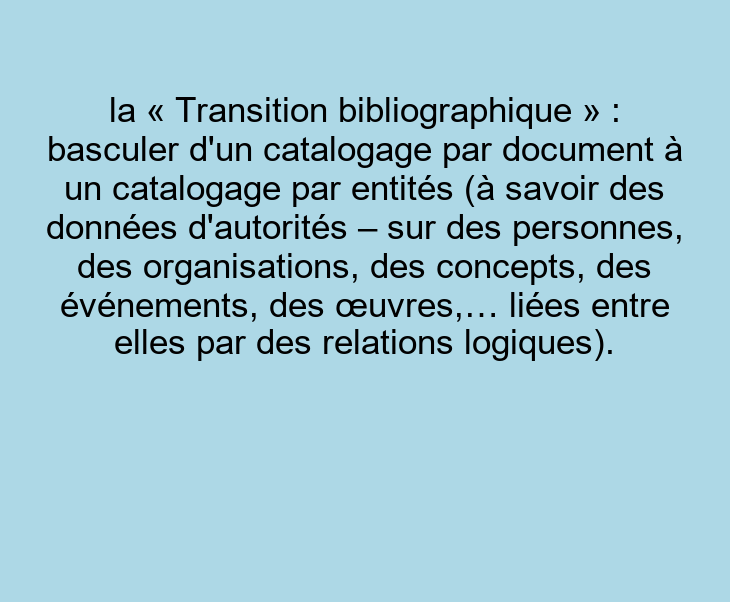 la « Transition bibliographique » :
basculer d'un catalogage par document à
un catalogage par entités (à savoir des
données d'autorités – sur des personnes,
des organisations, des concepts, des
événements, des œuvres,… liées entre
elles par des relations logiques).